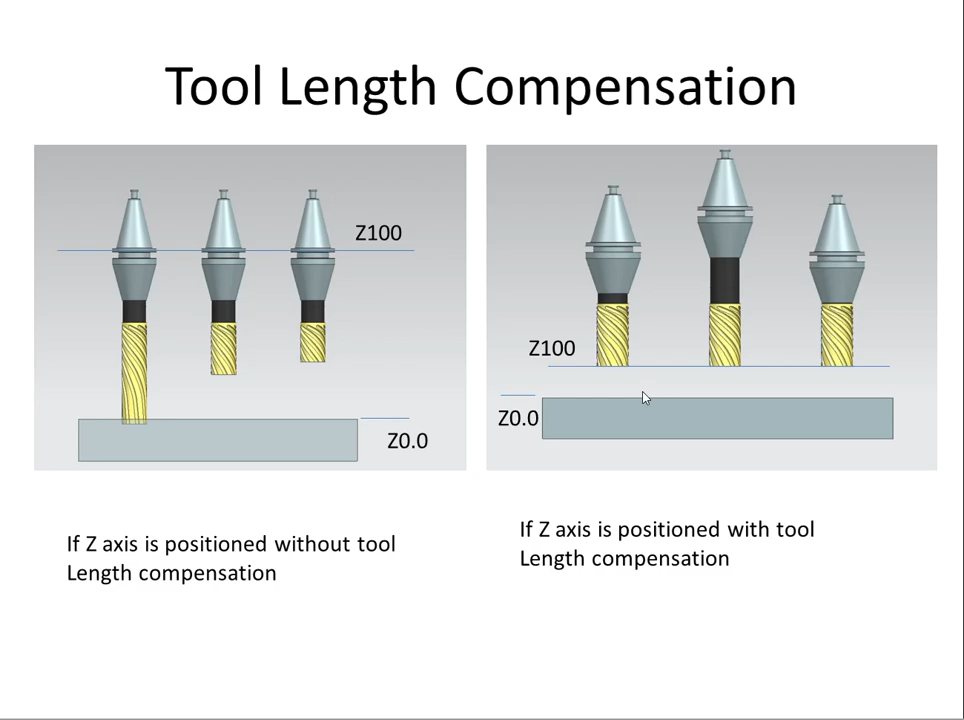 Tool Length Compensation
Z100
Z0.0
Z100
Z0.0
If Z axis is positioned without tool
Length compensation
If Z axis is positioned with tool
Length compensation